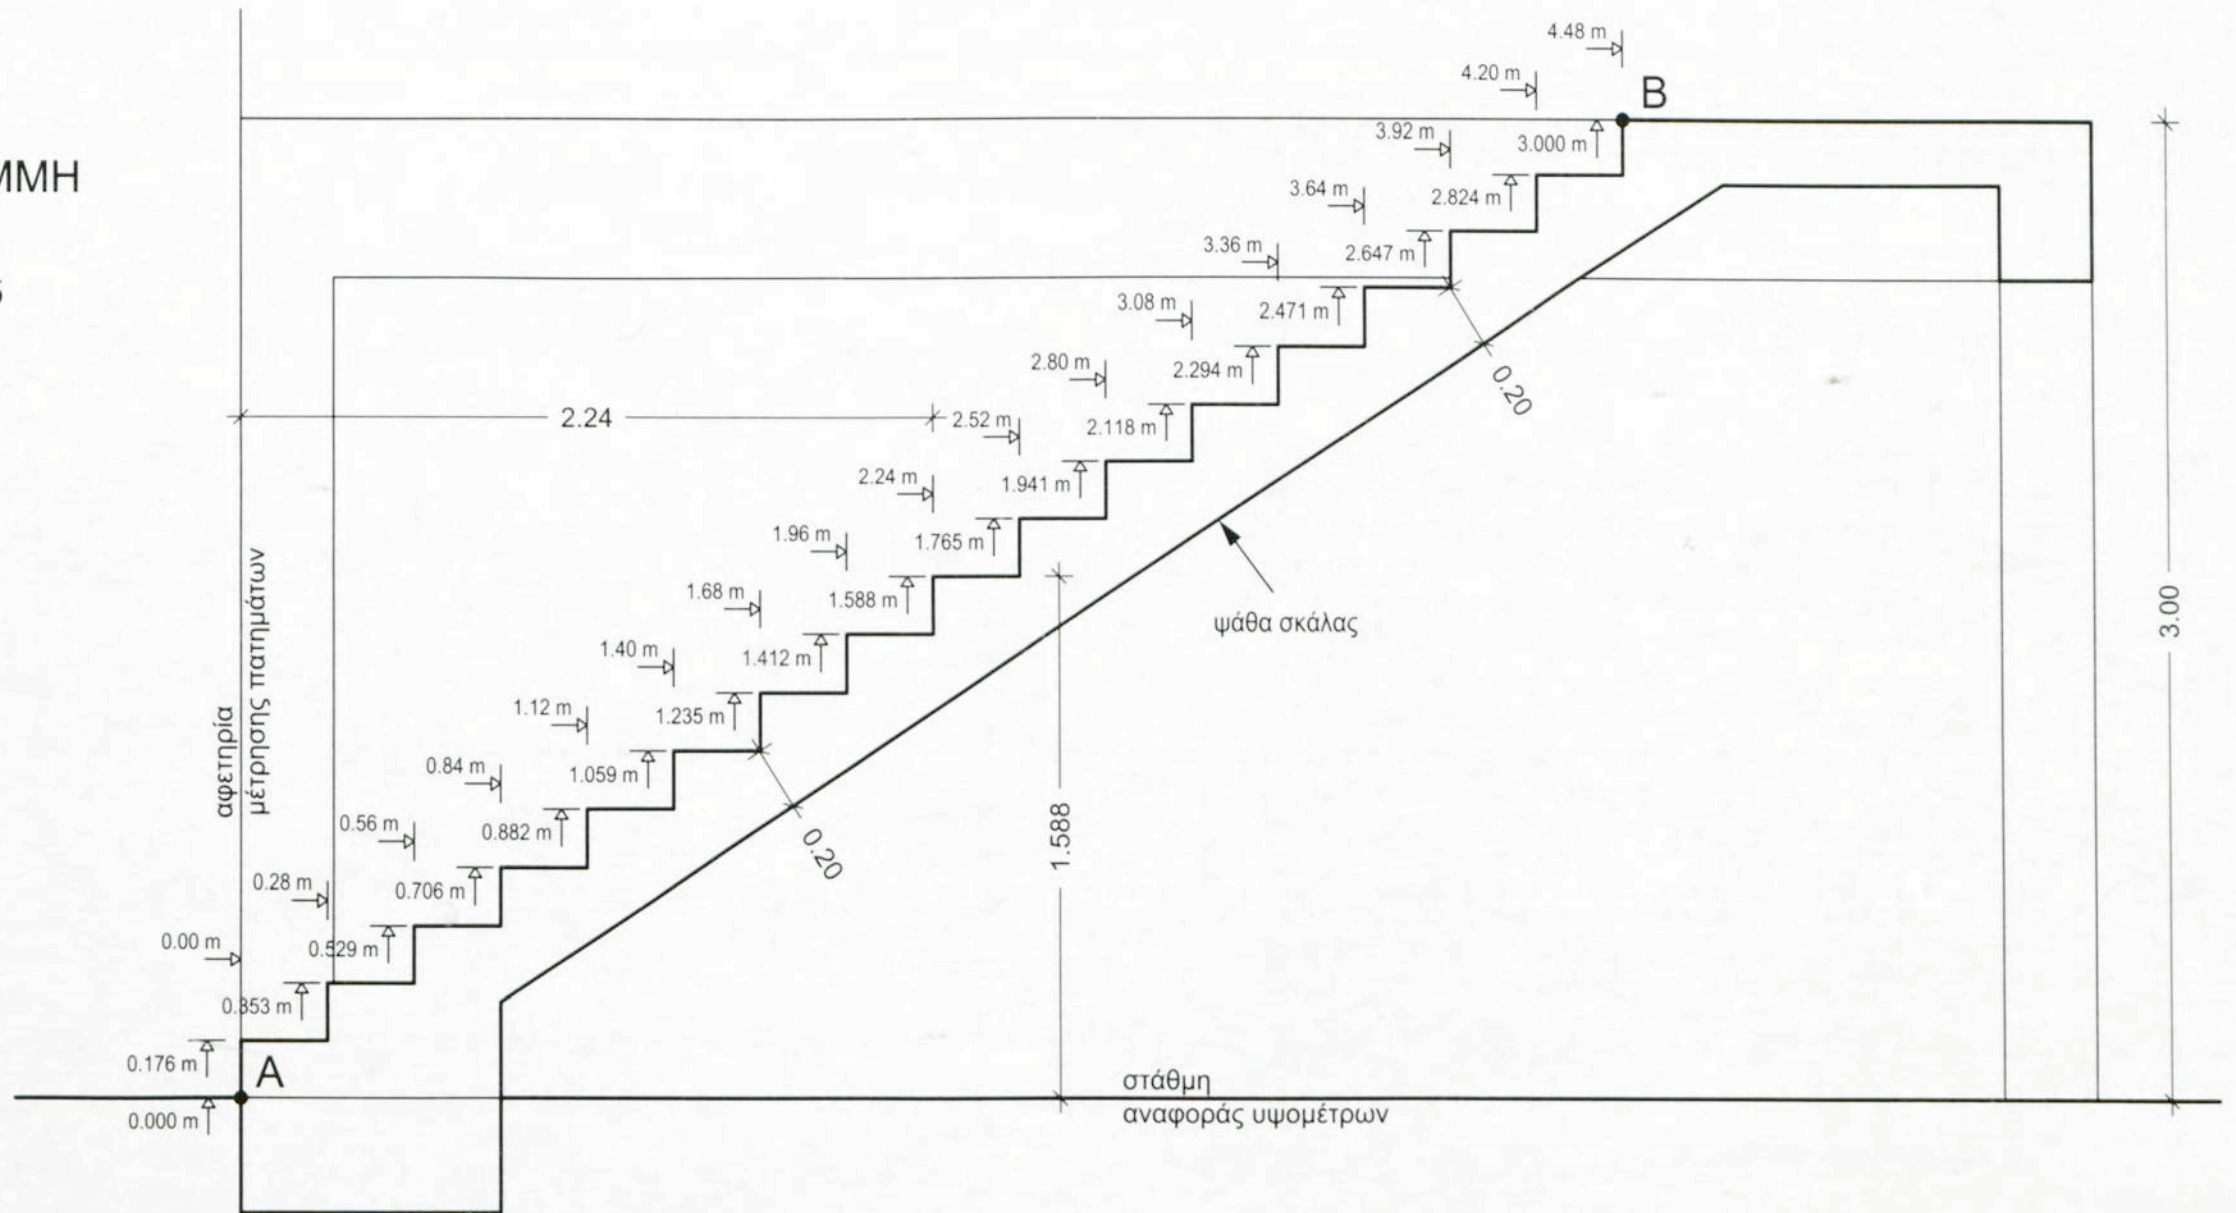 4.48 m
4.20 m
B
3.92 m
3.000 m
ΜΜΗ
3.64 m
2.824 m
3.36 m
2.647 m
3.08 m
2.471 m
2.80 m
2.294 m
0.20
2.24
2.52 m
2.118 m
2.24 m
1.941 m
1.96 m
1.765 m
1.68 m
1.588 m
ψάθα σκάλας
3.00
1.40 m
1.412 m
1.12 m
1.235 m
αφετηρία
μέτρησης πατημάτων
0.84 m
1.059 m
0.56 m
0.882 m
0.20
1.588
0.28 m
0.706 m
0.00 m
0.529 m
0.353 m
0.176 m
A
στάθμη
0.000 m
αναφοράς υψομέτρων